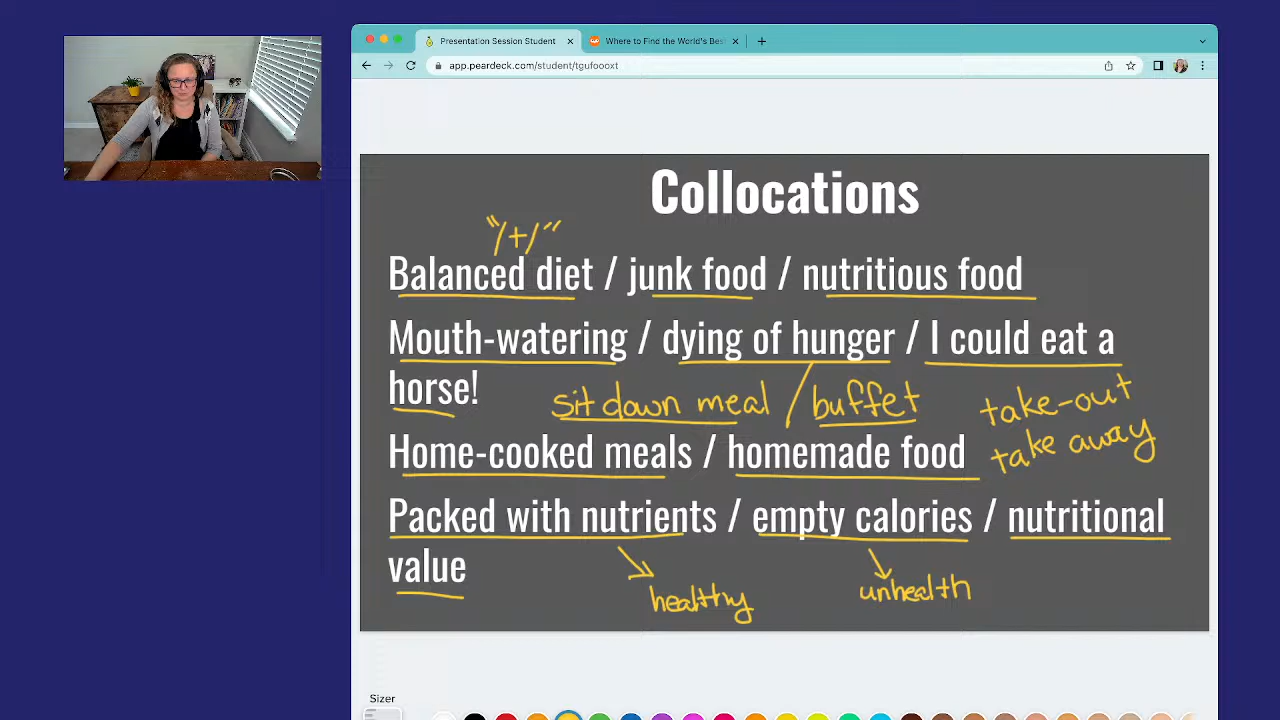 Presentation Session Student
Where to Find the World's Bes
app.peardeck.com/student/tgufoooxt
Collocations
"/+/"
Balanced diet / junk food / nutritious food
Mouth-watering / dying of hunger / I could eat a
horse!
sit down meal / buffet
take-out
take away
Home-cooked meals / homemade food
Packed with nutrients / empty calories / nutritional
value
healthy
unhealth
Sizer